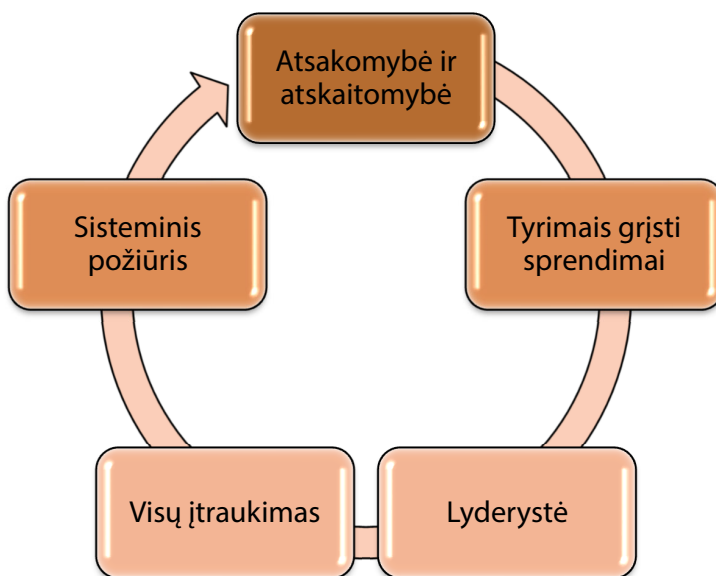 Atsakomybė ir
atskaitomybė
Tyrimais grįsti
sprendimai
Lyderystė
Visų įtraukimas
Sisteminis
požiūris